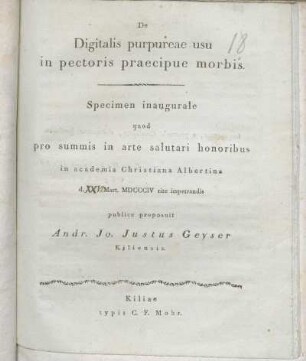 De
Digitalis purpureae usu
18
in pectoris praecipue morbis.
Specimen inaugurale
quod
pro summis in arte salutari honoribus
in academia Christiana Albertina
d. XXI. Mart. MDCCCIV rite impetrandis
publice proposuit
Andr. Jo. Justus Geyser
Kiliensis.
Kiliae
typis C. F. Mohr.